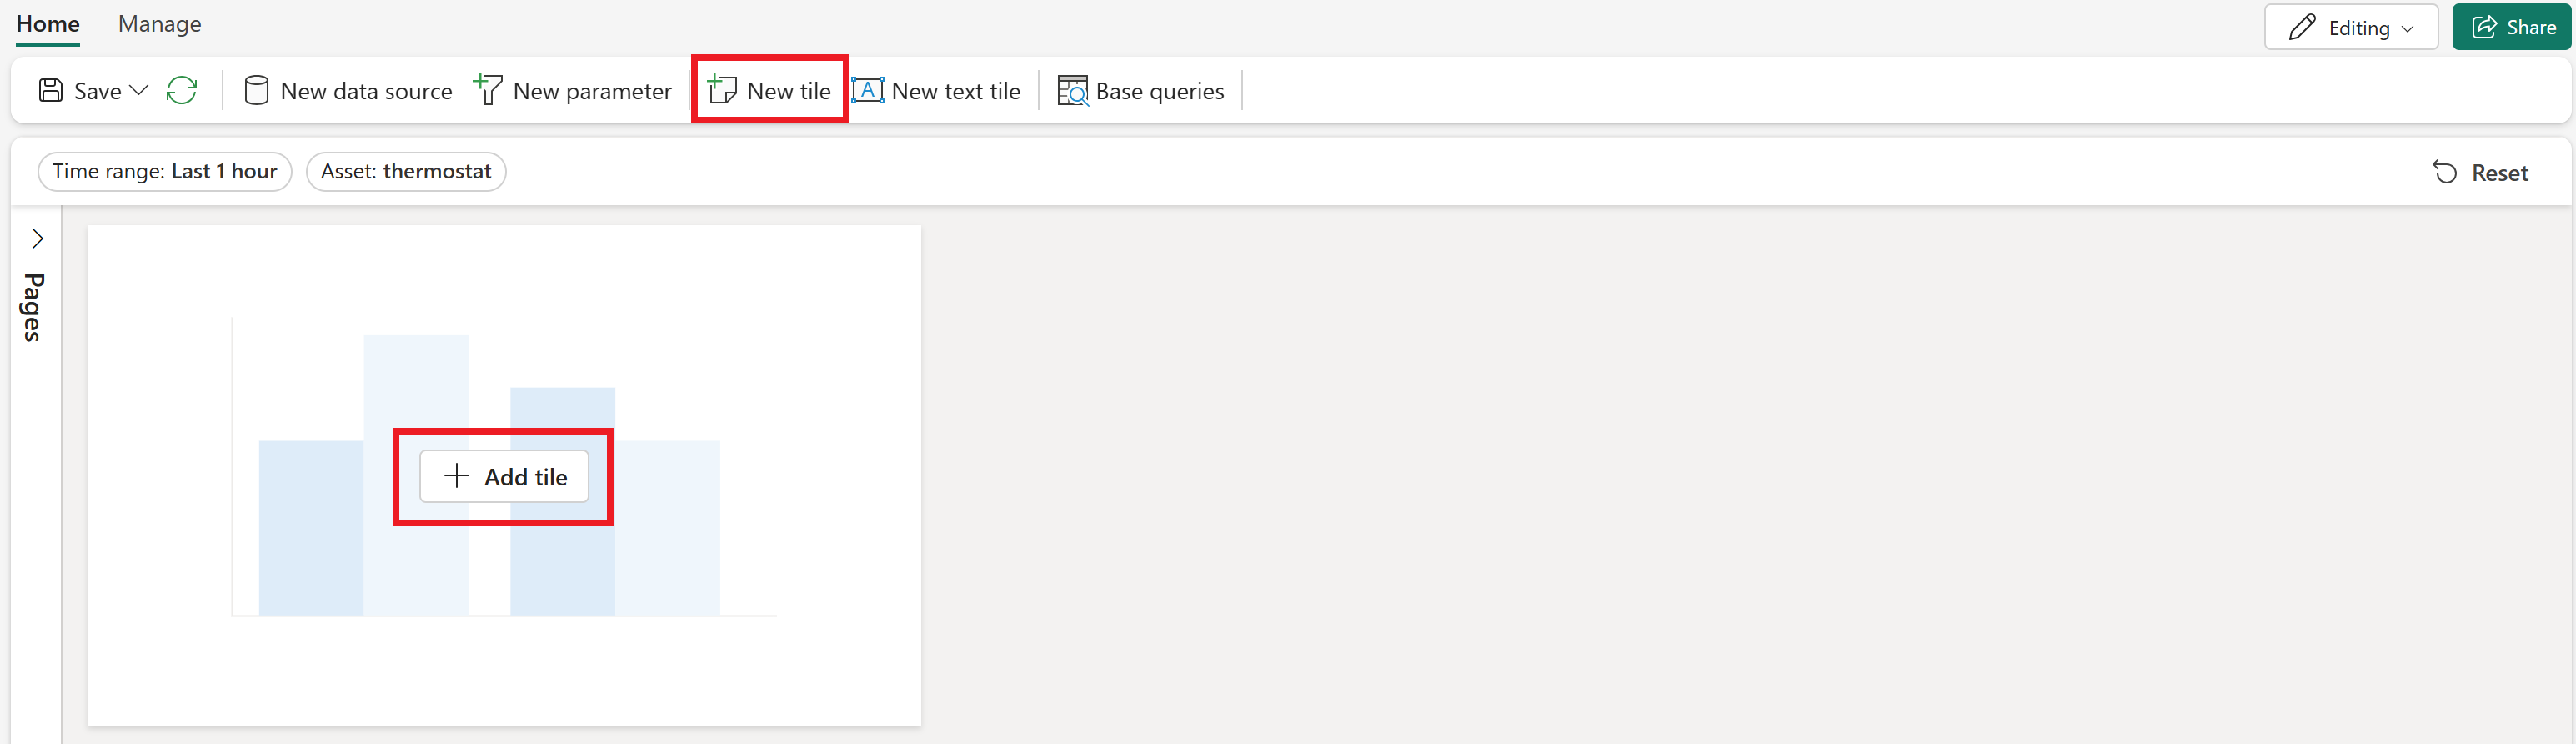 Home Manage Editing Share
Save New data source New parameter New tile New text tile Base queries
Time range: Last 1 hour Asset: thermostat Reset
Pages
Add tile